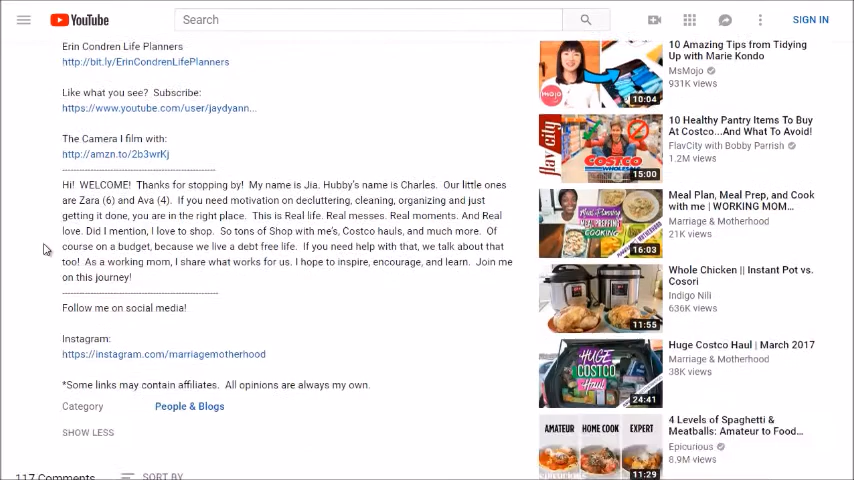 YouTube
Search
SIGN IN
Erin Condren Life Planners
http://bit.ly/ErinCondrenLifePlanners
Like what you see? Subscribe:
https://www.youtube.com/user/jaydyann...
The Camera I film with:
http://amzn.to/2b3wrKj
--------------------------------------------------
Hi! WELCOME! Thanks for stopping by! My name is Jia. Hubby's name is Charles. Our little ones
are Zara (6) and Ava (4). If you need motivation on decluttering, cleaning, organizing and just
getting it done, you are in the right place. This is Real life. Real messes. Real moments. And Real
love. Did I mention, I love to shop. So tons of Shop with me's, Costco hauls, and much more. Of
course on a budget, because we live a debt free life. If you need help with that, we talk about that
too! As a working mom, I share what works for us. I hope to inspire, encourage, and learn. Join me
on this journey!
--------------------------------------------------
Follow me on social media!
Instagram:
https://instagram.com/marriagemotherhood
*Some links may contain affiliates. All opinions are always my own.
Category People & Blogs
SHOW LESS
117 Comments SORT BY
mojo
10:04
10 Amazing Tips from Tidying
Up with Marie Kondo
MsMojo
931K views
flav city
COSTCO
WHOLESALE
15:00
10 Healthy Pantry Items To Buy
At Costco...And What To Avoid!
FlavCity with Bobby Parrish
1.2M views
16:03
Meal Plan, Meal Prep, and Cook
with me | WORKING MOM...
Marriage & Motherhood
21K views
11:55
Whole Chicken || Instant Pot vs.
Cosori
Indigo Nili
636K views
HUGE
COSTCO
Haul
24:41
Huge Costco Haul | March 2017
Marriage & Motherhood
38K views
AMATEUR HOME COOK EXPERT
11:29
4 Levels of Spaghetti &
Meatballs: Amateur to Food...
Epicurious
8.9M views